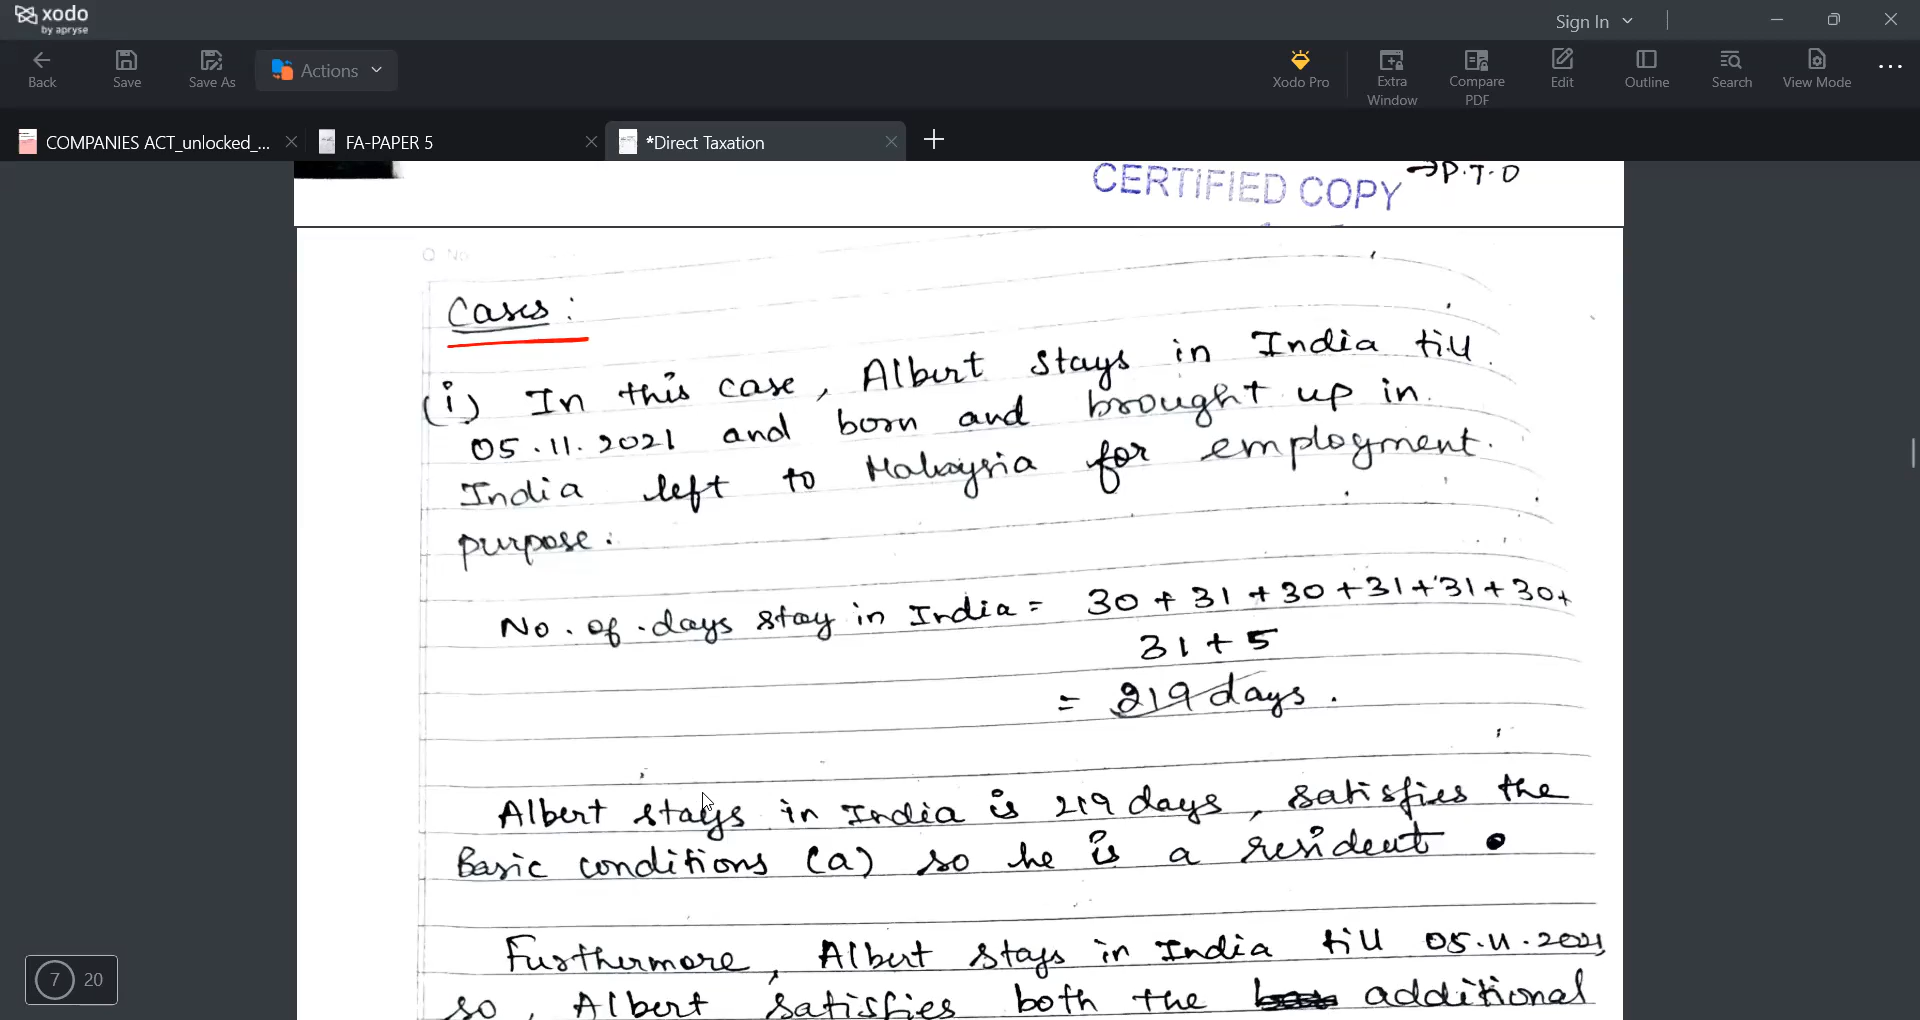 xodo
by apryse
Sign In
Back
Save
Save As
Actions
Xodo Pro
Extra Window
Compare PDF
Edit
Outline
Search
View Mode
COMPANIES ACT_unlocked_...
FA-PAPER 5
*Direct Taxation
→P.T.O
CERTIFIED COPY
Q No
Cases :
(i) In this case, Albert stays in India till
05.11.2021 and born and brought up in
India left to Malaysia for employment
purpose.
No. of days stay in India = 30 + 31 + 30 + 31 + 31 + 30 +
31 + 5
= 219 days.
Albert stays in India is 219 days, satisfies the
Basic conditions (a) so he is a resident
Furthermore, Albert stays in India till 05.11.2021,
so, Albert satisfies both the additional
7 20